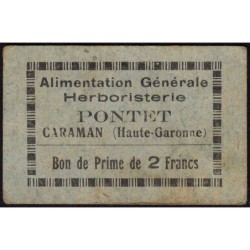 Alimentation Générale
Herboristerie
PONTET
CARAMAN (Haute-Garonne)
Bon de Prime de 2 Francs